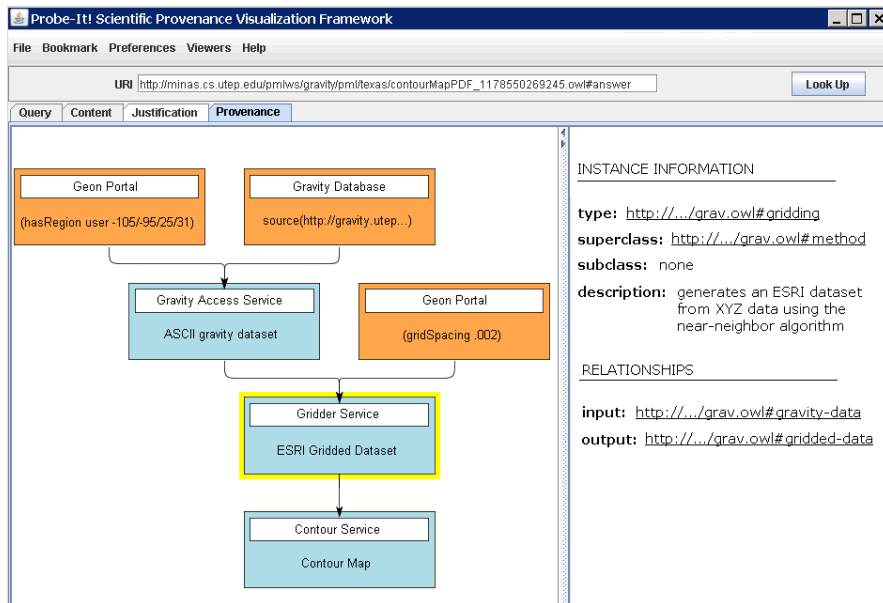 Probe-It! Scientific Provenance Visualization Framework
File Bookmark Preferences Viewers Help
URI http://minas.cs.utep.edu/pmlws/gravity/pml/texas/contourMapPDF_1178550269245.owl#answer Look Up
Query Content Justification Provenance
Geon Portal
(hasRegion user -105/-95/25/31)
Gravity Database
source(http://gravity.utep...)
Gravity Access Service
ASCII gravity dataset
Geon Portal
(gridSpacing .002)
Gridder Service
ESRI Gridded Dataset
Contour Service
Contour Map
INSTANCE INFORMATION
type: http://.../grav.owl#gridding
superclass: http://.../grav.owl#method
subclass: none
description: generates an ESRI dataset
from XYZ data using the
near-neighbor algorithm
RELATIONSHIPS
input: http://.../grav.owl#gravity-data
output: http://.../grav.owl#gridded-data